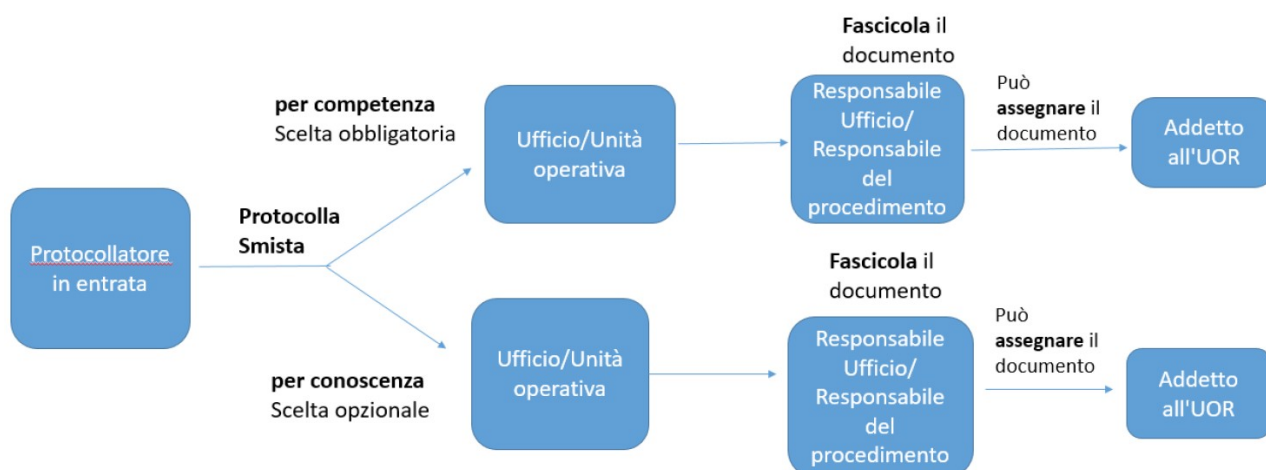 Protocollatore
in entrata
Protocolla
Smista
per competenza
Scelta obbligatoria
Ufficio/Unità
operativa
Fascicola il
documento
Responsabile
Ufficio/
Responsabile
del
procedimento
Può
assegnare il
documento
Addetto
all'UOR
per conoscenza
Scelta opzionale
Ufficio/Unità
operativa
Fascicola il
documento
Responsabile
Ufficio/
Responsabile
del
procedimento
Può
assegnare il
documento
Addetto
all'UOR